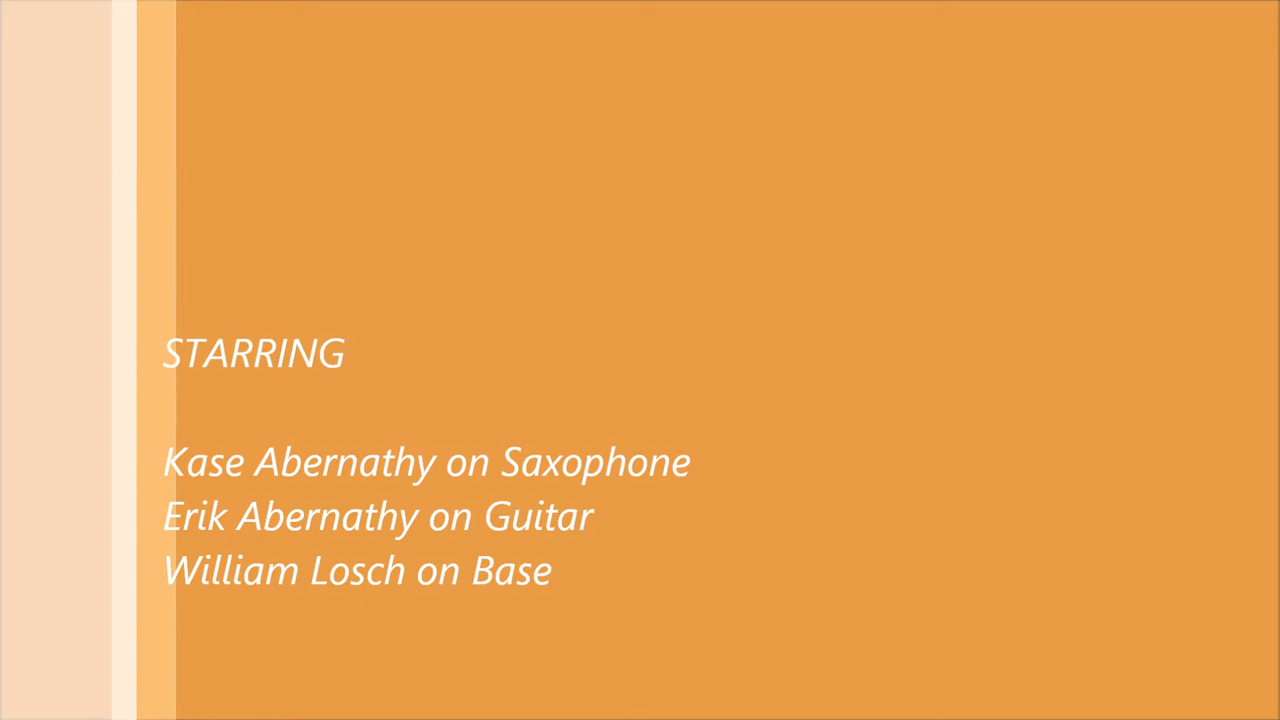 STARRING
Kase Abernathy on Saxophone
Erik Abernathy on Guitar
William Losch on Base